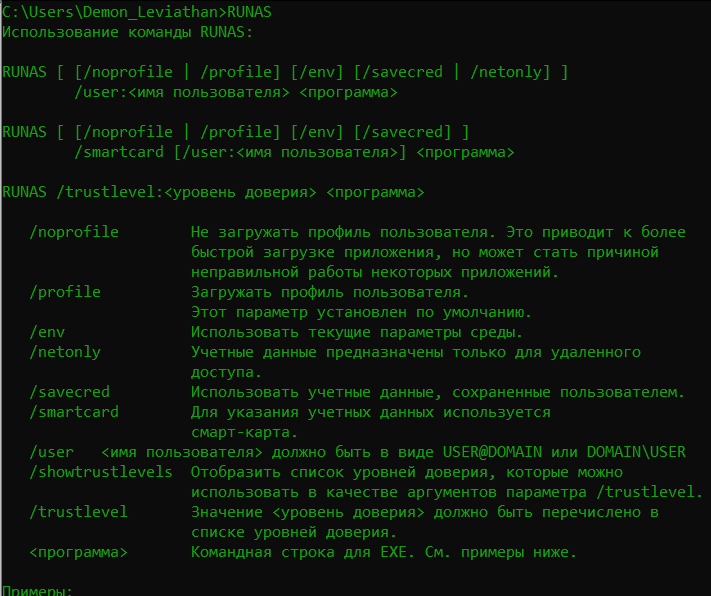 C:\Users\Demon_Leviathan>RUNAS
Использование команды RUNAS:
RUNAS [ [/noprofile | /profile] [/env] [/savecred | /netonly] ]
/user:<имя пользователя> <программа>
RUNAS [ [/noprofile | /profile] [/env] [/savecred] ]
/smartcard [/user:<имя пользователя>] <программа>
RUNAS /trustlevel:<уровень доверия> <программа>
/noprofile Не загружать профиль пользователя. Это приводит к более
быстрой загрузке приложения, но может стать причиной
неправильной работы некоторых приложений.
/profile Загружать профиль пользователя.
Этот параметр установлен по умолчанию.
/env Использовать текущие параметры среды.
/netonly Учетные данные предназначены только для удаленного
доступа.
/savecred Использовать учетные данные, сохраненные пользователем.
/smartcard Для указания учетных данных используется
смарт-карта.
/user <имя пользователя> должно быть в виде USER@DOMAIN или DOMAIN\USER
/showtrustlevels Отобразить список уровней доверия, которые можно
использовать в качестве аргументов параметра /trustlevel.
/trustlevel Значение <уровень доверия> должно быть перечислено в
списке уровней доверия.
<программа> Командная строка для EXE. См. примеры ниже.
Примеры: